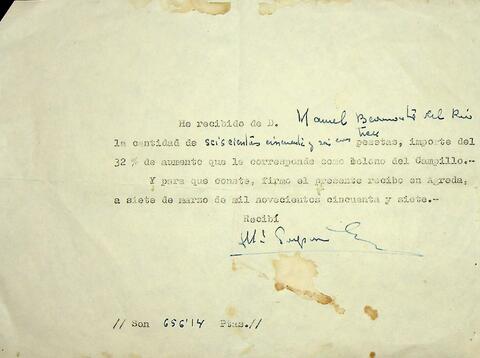 He recibido de D. Manuel Beamonte del Rio
la cantidad de seiscientas cincuenta y seis con trece pesetas, importe del
32 % de aumento que le corresponde como Colono del Campillo.--
Y para que conste, firmo el presente recibo en Agreda,
a siete de marzo de mil novecientos cincuenta y siete.-
Recibí
// Son 656'14 Ptas.//